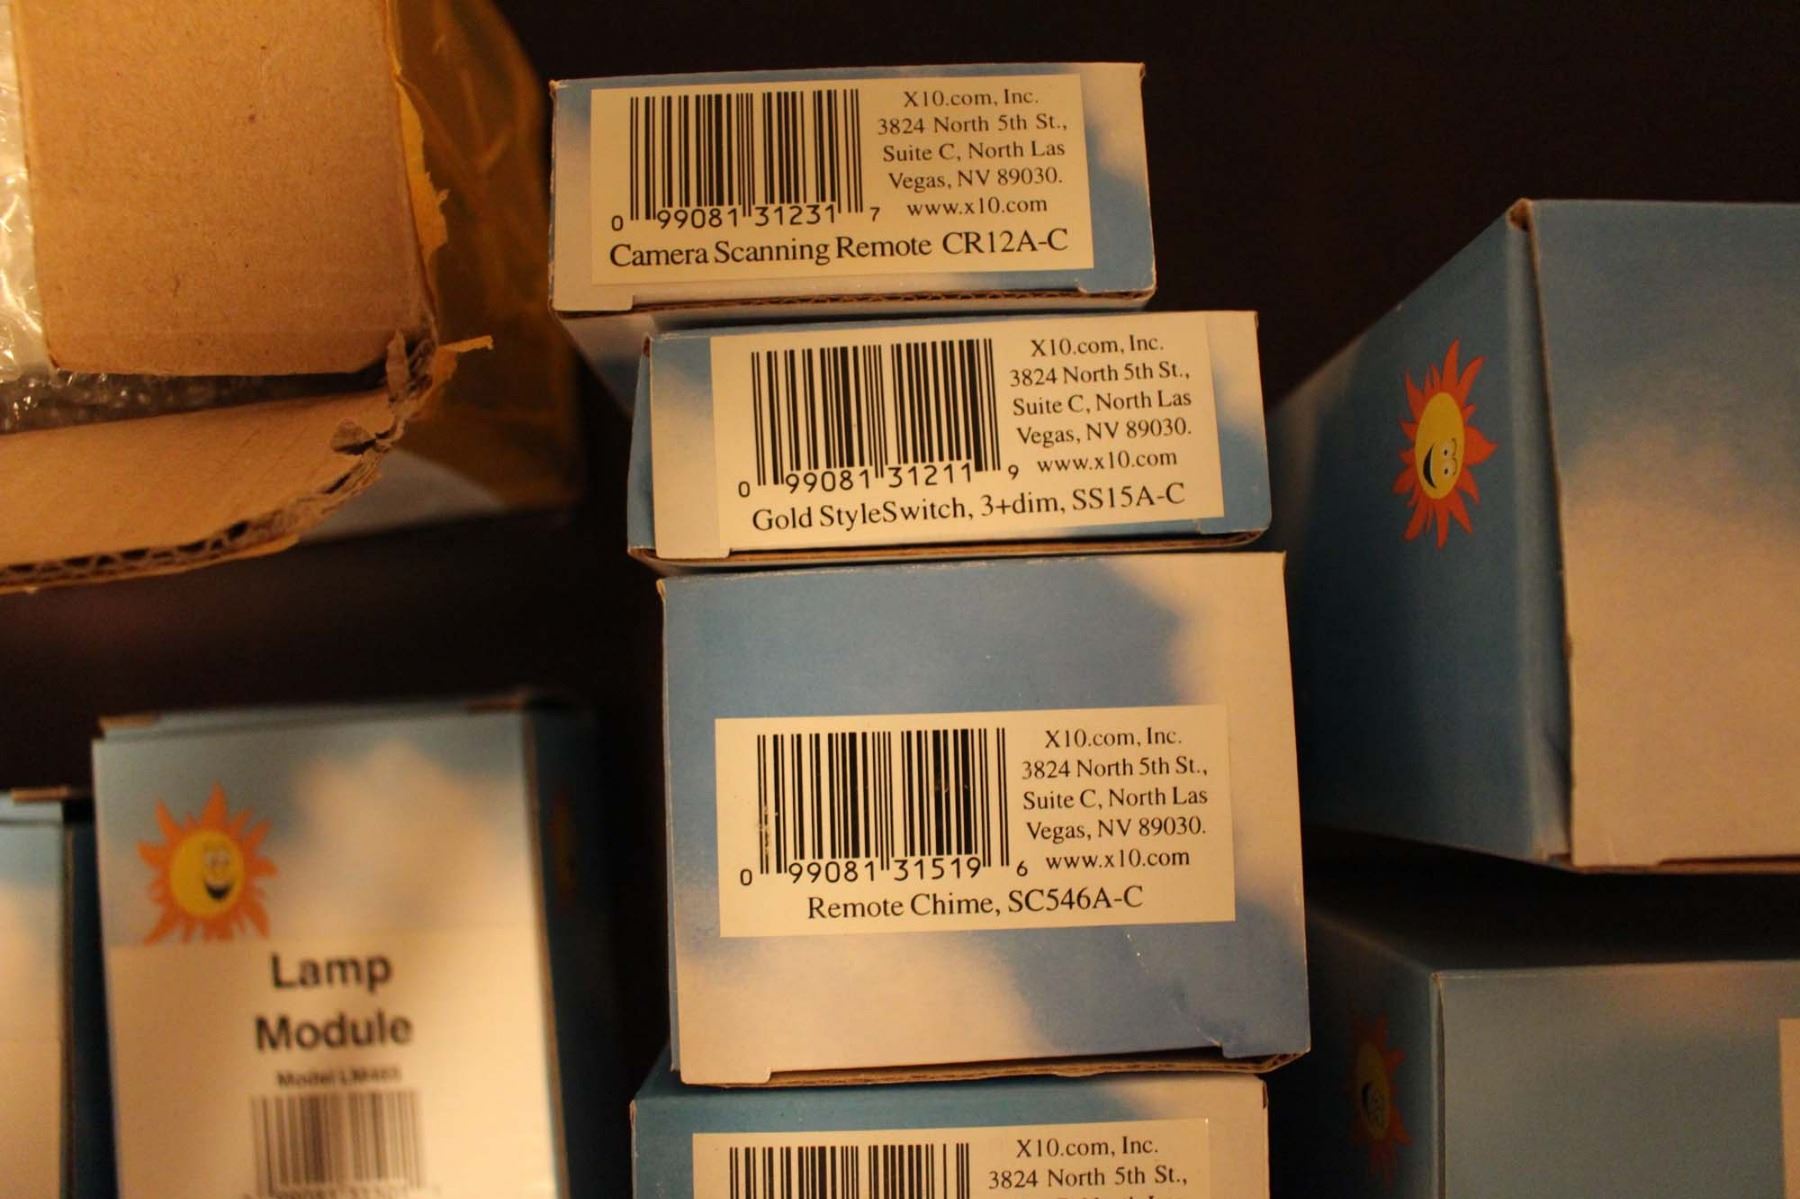 X10.com, Inc.
3824 North 5th St.,
Suite C, North Las
Vegas, NV 89030.
www.x10.com
0 99081 31231 7
Camera Scanning Remote CR12A-C
X10.com, Inc.
3824 North 5th St.,
Suite C, North Las
Vegas, NV 89030.
www.x10.com
0 99081 31211 9
Gold StyleSwitch, 3+dim, SS15A-C
X10.com, Inc.
3824 North 5th St.,
Suite C, North Las
Vegas, NV 89030.
www.x10.com
0 99081 31519 6
Remote Chime, SC546A-C
Lamp
Module
Model
X10.com, Inc.
3824 North 5th St.,